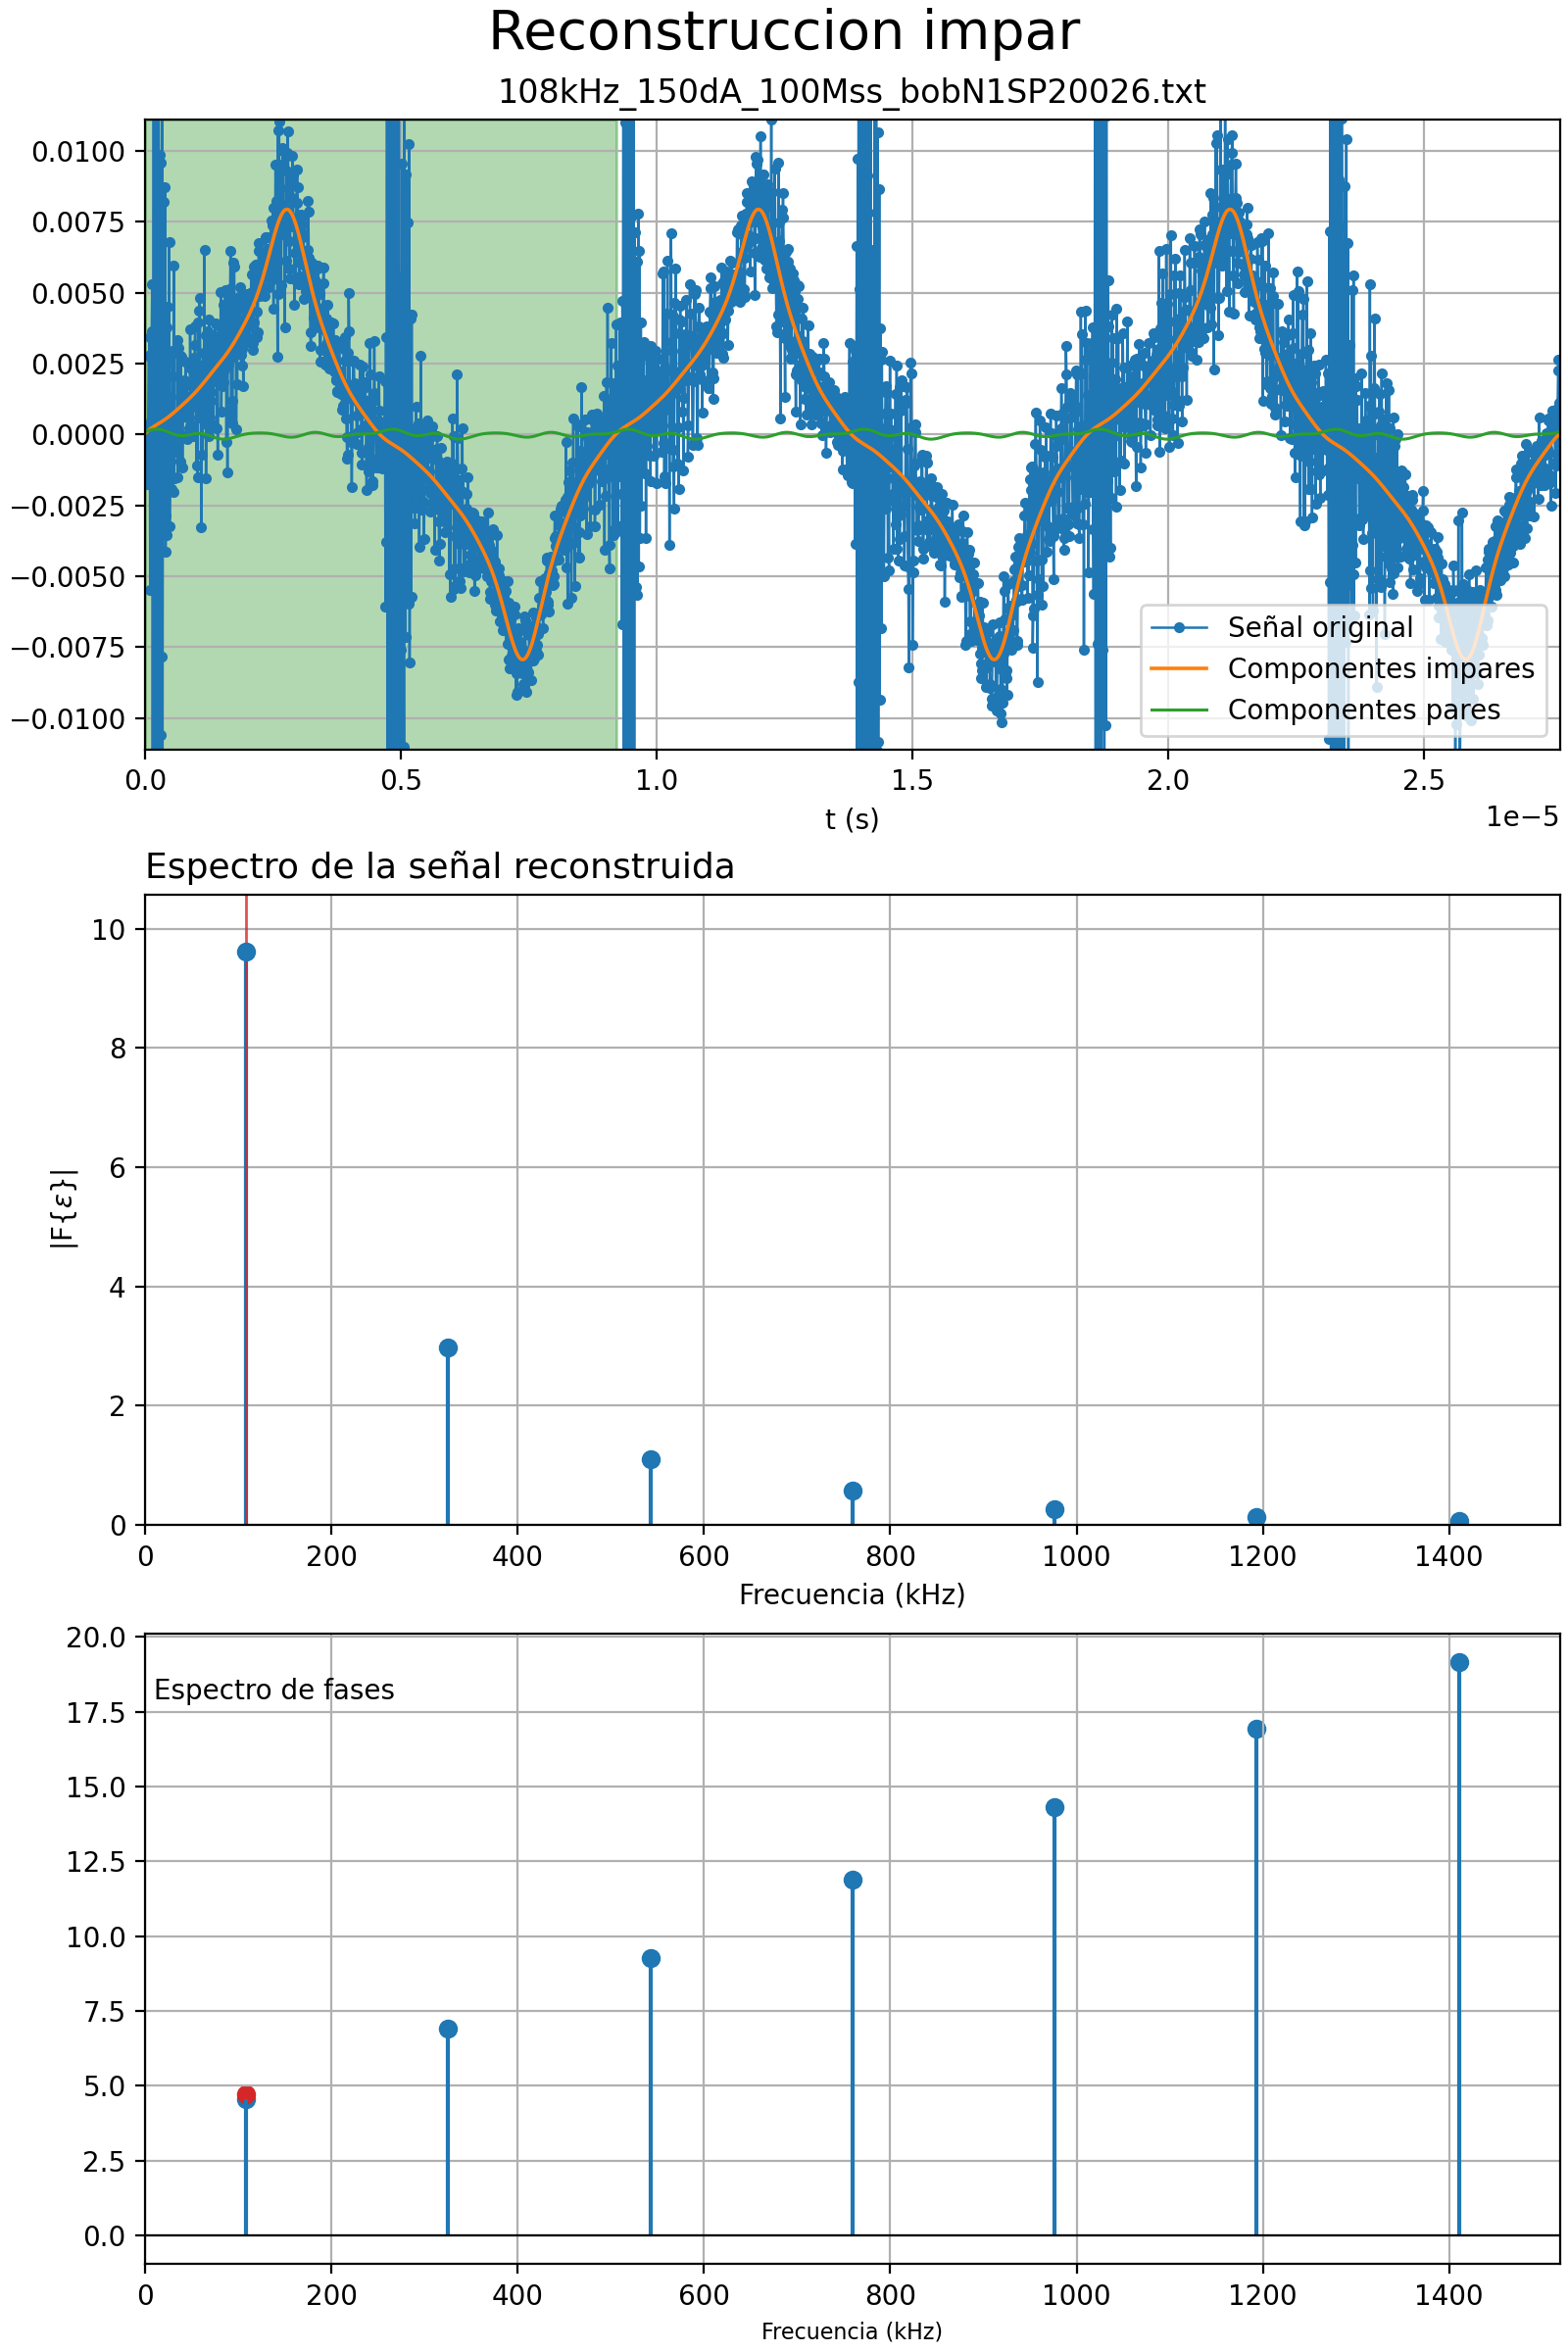 Reconstruccion impar
108kHz_150dA_100Mss_bobN1SP20026.txt
0.0100
0.0075
0.0050
0.0025
0.0000
−0.0025
−0.0050
−0.0075
−0.0100
Señal original
Componentes impares
Componentes pares
0.0 0.5 1.0 1.5 2.0 2.5
t (s)
1e−5
Espectro de la señal reconstruida
10
8
6
4
2
0
|F{ε}|
0 200 400 600 800 1000 1200 1400
Frecuencia (kHz)
20.0
Espectro de fases
17.5
15.0
12.5
10.0
7.5
5.0
2.5
0.0
0 200 400 600 800 1000 1200 1400
Frecuencia (kHz)